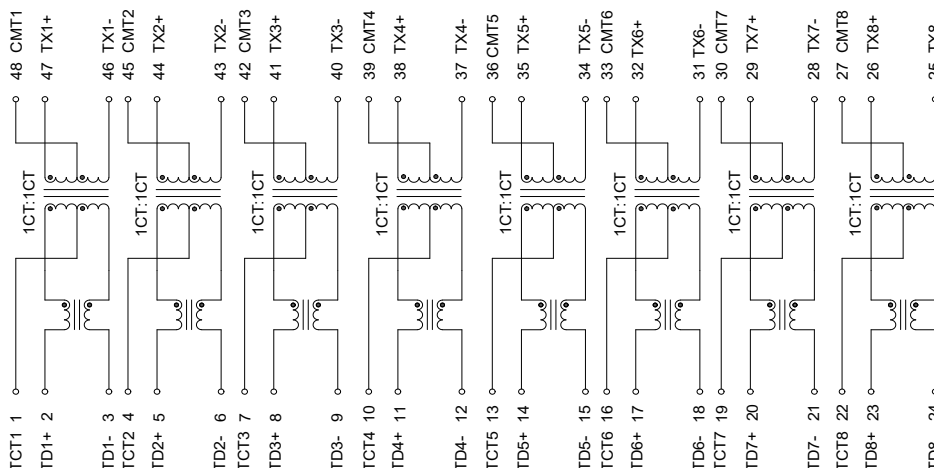 48 CMT1
47 TX1+
46 TX1-
45 CMT2
44 TX2+
43 TX2-
42 CMT3
41 TX3+
40 TX3-
39 CMT4
38 TX4+
37 TX4-
36 CMT5
35 TX5+
34 TX5-
33 CMT6
32 TX6+
31 TX6-
30 CMT7
29 TX7+
28 TX7-
27 CMT8
26 TX8+
25 TX8
1CT:1CT
1CT:1CT
1CT:1CT
1CT:1CT
1CT:1CT
1CT:1CT
1CT:1CT
1CT:1CT
TCT1 1
TD1+ 2
TD1- 3
TCT2 4
TD2+ 5
TD2- 6
TCT3 7
TD3+ 8
TD3- 9
TCT4 10
TD4+ 11
TD4- 12
TCT5 13
TD5+ 14
TD5- 15
TCT6 16
TD6+ 17
TD6- 18
TCT7 19
TD7+ 20
TD7- 21
TCT8 22
TD8+ 23
TD8 24